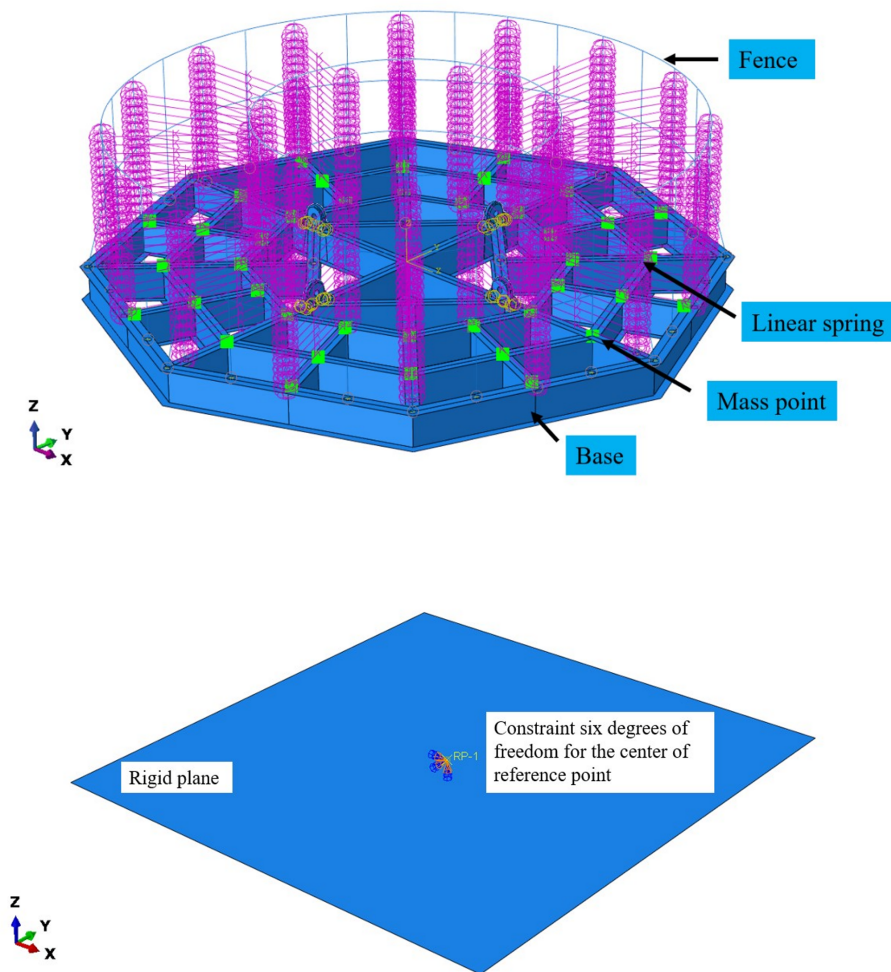 Fence
Linear spring
Mass point
Base
Z
Y
X
Constraint six degrees of
freedom for the center of
reference point
RP-1
Rigid plane
Z
Y
X